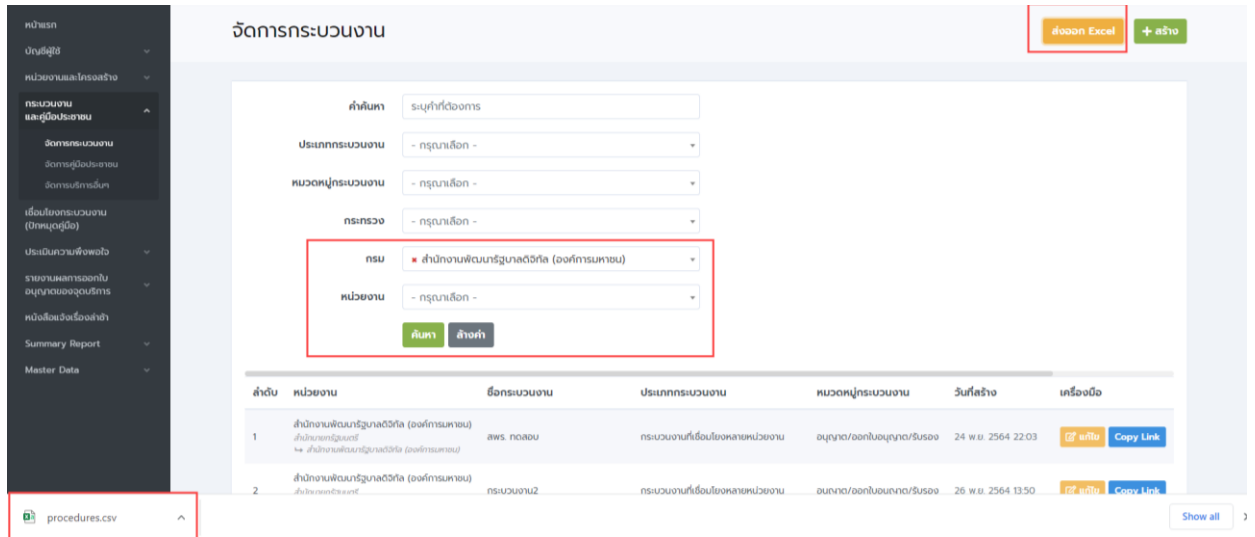 หน้าแรก
บัญชีผู้ใช้
หน่วยงานและโครงสร้าง
กระบวนงาน
และคู่มือประชาชน
จัดการกระบวนงาน
จัดการคู่มือประชาชน
จัดการบริการอื่นๆ
เชื่อมโยงกระบวนงาน
(ปักหมุดคู่มือ)
ประเมินความพึงพอใจ
รายงานผลการออกใบ
อนุญาตของจุดบริการ
หนังสือแจ้งเรื่องล่าช้า
Summary Report
Master Data
จัดการกระบวนงาน
ส่งออก Excel
+ สร้าง
คำค้นหา ระบุคำที่ต้องการ
ประเภทกระบวนงาน - กรุณาเลือก -
หมวดหมู่กระบวนงาน - กรุณาเลือก -
กระทรวง - กรุณาเลือก -
กรม × สำนักงานพัฒนารัฐบาลดิจิทัล (องค์การมหาชน)
หน่วยงาน - กรุณาเลือก -
ค้นหา ล้างค่า
ลำดับ หน่วยงาน ชื่อกระบวนงาน ประเภทกระบวนงาน หมวดหมู่กระบวนงาน วันที่สร้าง เครื่องมือ
สำนักงานพัฒนารัฐบาลดิจิทัล (องค์การมหาชน)
สำนักนายกรัฐมนตรี
1 สพร. ทดสอบ กระบวนงานที่เชื่อมโยงหลายหน่วยงาน อนุญาต/ออกใบอนุญาต/รับรอง 24 พ.ย. 2564 22:03 แก้ไข Copy Link
↳ สำนักงานพัฒนารัฐบาลดิจิทัล (องค์การมหาชน)
สำนักงานพัฒนารัฐบาลดิจิทัล (องค์การมหาชน)
สำนักนายกรัฐมนตรี
2 กระบวนงาน2 กระบวนงานที่เชื่อมโยงหลายหน่วยงาน อนุญาต/ออกใบอนุญาต/รับรอง 26 พ.ย. 2564 13:50 แก้ไข Copy Link
procedures.csv
Show all